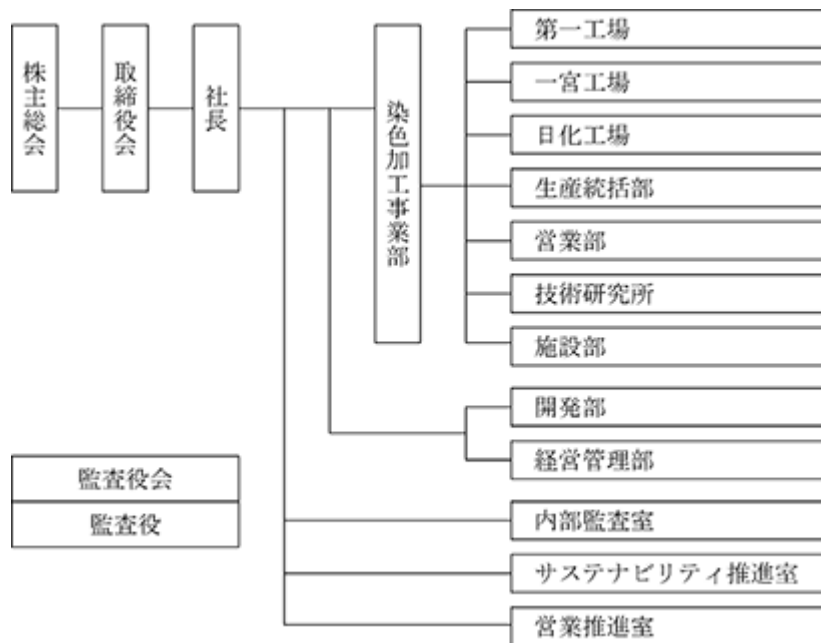 株主総会
取締役会
社長
染色加工事業部
第一工場
一宮工場
日化工場
生産統括部
営業部
技術研究所
施設部
開発部
経営管理部
内部監査室
サステナビリティ推進室
営業推進室
監査役会
監査役